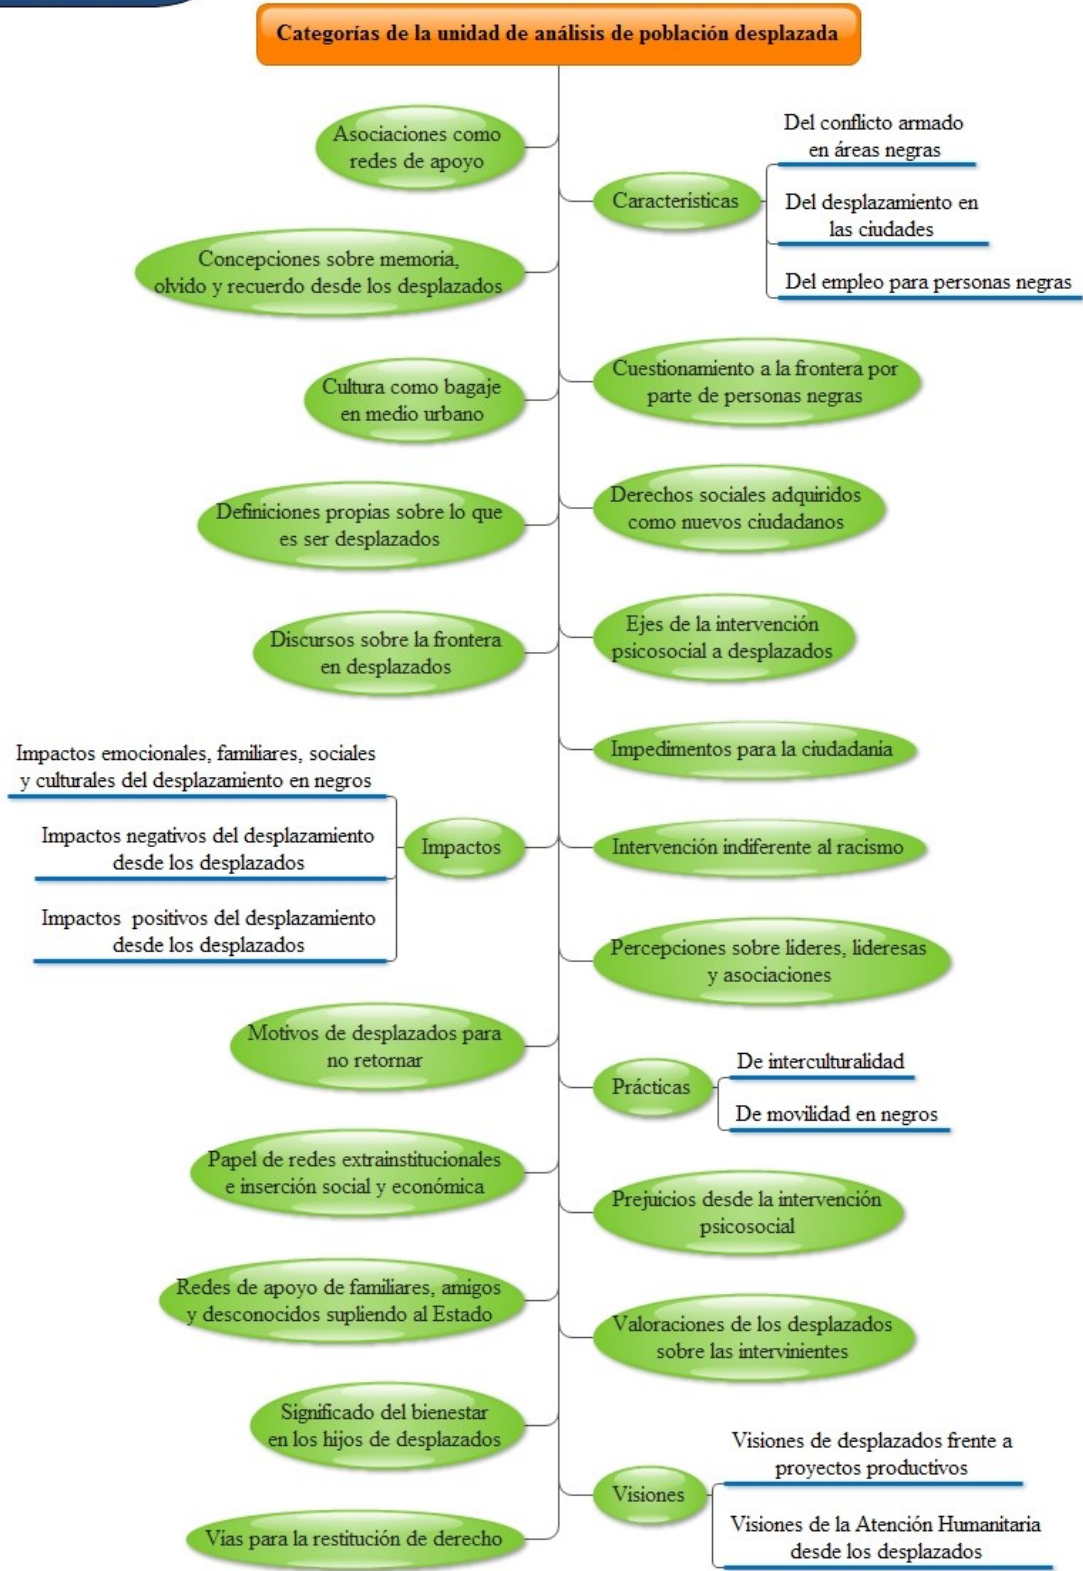 Categorías de la unidad de análisis de población desplazada
Asociaciones como
redes de apoyo
Concepciones sobre memoria,
olvido y recuerdo desde los desplazados
Cultura como bagaje
en medio urbano
Definiciones propias sobre lo que
es ser desplazados
Discursos sobre la frontera
en desplazados
Impactos
Impactos emocionales, familiares, sociales
y culturales del desplazamiento en negros
Impactos negativos del desplazamiento
desde los desplazados
Impactos positivos del desplazamiento
desde los desplazados
Motivos de desplazados para
no retornar
Papel de redes extrainstitucionales
e inserción social y económica
Redes de apoyo de familiares, amigos
y desconocidos supliendo al Estado
Significado del bienestar
en los hijos de desplazados
Vías para la restitución de derecho
Características
Del conflicto armado
en áreas negras
Del desplazamiento en
las ciudades
Del empleo para personas negras
Cuestionamiento a la frontera por
parte de personas negras
Derechos sociales adquiridos
como nuevos ciudadanos
Ejes de la intervención
psicosocial a desplazados
Impedimentos para la ciudadanía
Intervención indiferente al racismo
Percepciones sobre líderes, lideresas
y asociaciones
Prácticas
De interculturalidad
De movilidad en negros
Prejuicios desde la intervención
psicosocial
Valoraciones de los desplazados
sobre las intervinientes
Visiones
Visiones de desplazados frente a
proyectos productivos
Visiones de la Atención Humanitaria
desde los desplazados